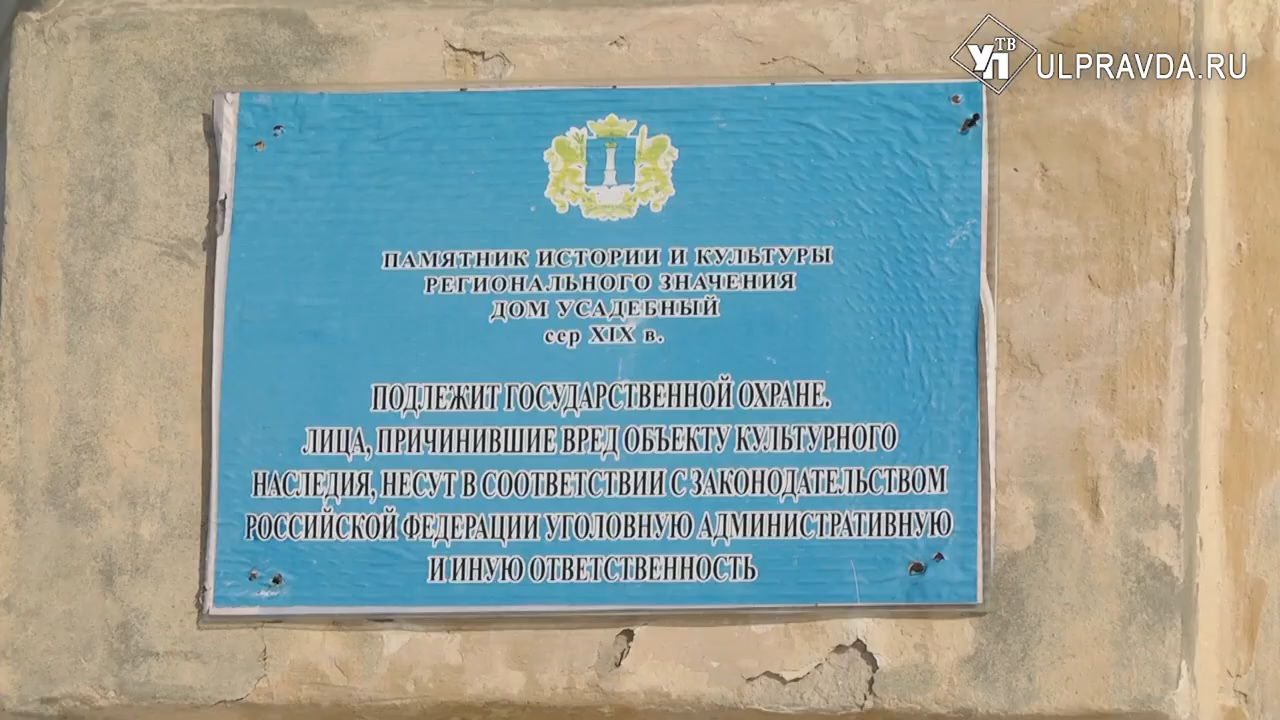 УП ТВ
ULPRAVDA.RU
ПАМЯТНИК ИСТОРИИ И КУЛЬТУРЫ
РЕГИОНАЛЬНОГО ЗНАЧЕНИЯ
ДОМ УСАДЕБНЫЙ
сер XIX в.
ПОДЛЕЖИТ ГОСУДАРСТВЕННОЙ ОХРАНЕ.
ЛИЦА, ПРИЧИНИВШИЕ ВРЕД ОБЪЕКТУ КУЛЬТУРНОГО
НАСЛЕДИЯ, НЕСУТ В СООТВЕТСТВИИ С ЗАКОНОДАТЕЛЬСТВОМ
РОССИЙСКОЙ ФЕДЕРАЦИИ УГОЛОВНУЮ АДМИНИСТРАТИВНУЮ
И ИНУЮ ОТВЕТСТВЕННОСТЬ